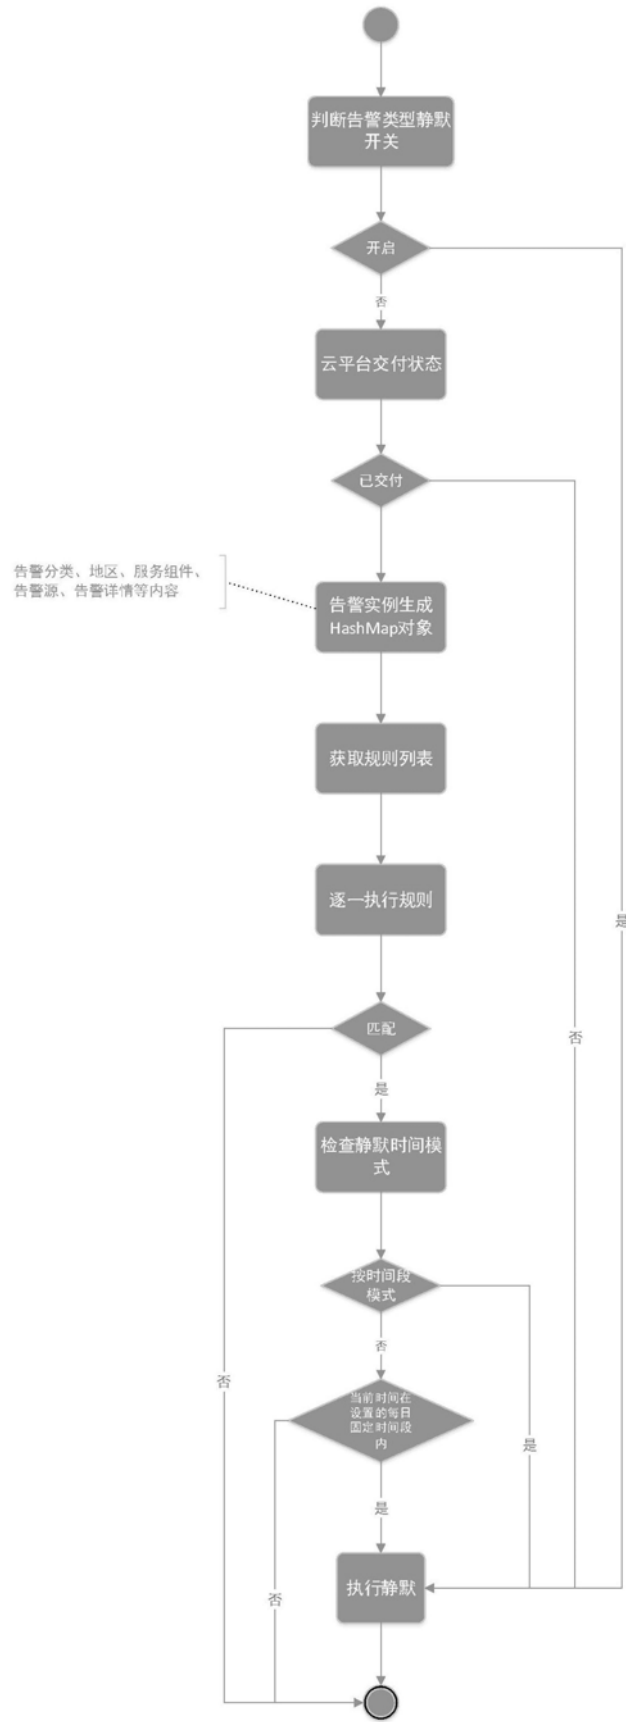 判断告警类型静默
开关
开启
否
云平台交付状态
已交付
告警分类、地区、服务组件、
告警源、告警详情等内容
告警实例生成
HashMap对象
获取规则列表
逐一执行规则
是
匹配
否
是
检查静默时间模
式
按时间段
模式
否
否
当前时间在
设置的每日
固定时间段
内
是
是
执行静默
否